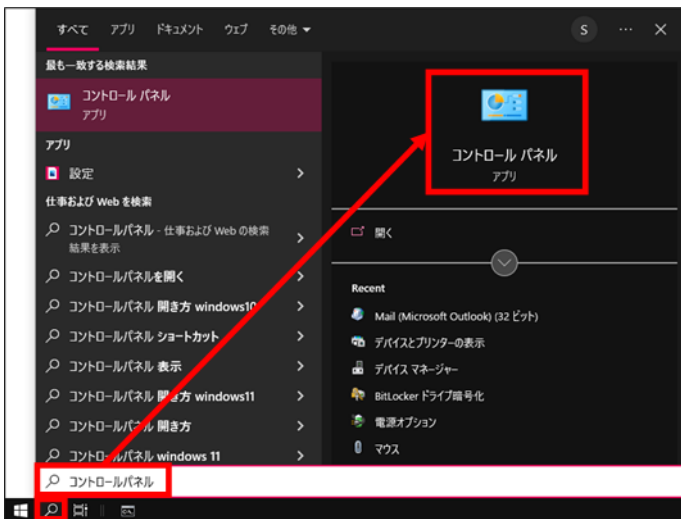 すべて アプリ ドキュメント ウェブ その他 S ...
最も一致する検索結果
コントロール パネル
アプリ
アプリ
設定
仕事および Web を検索
コントロールパネル - 仕事および Web の検索
結果を表示
コントロールパネルを開く
コントロールパネル 開き方 windows10
コントロールパネル ショートカット
コントロールパネル 表示
コントロールパネル 開き方 windows11
コントロールパネル 開き方
コントロールパネル windows 11
コントロールパネル
コントロール パネル
アプリ
開く
Recent
Mail (Microsoft Outlook) (32 ビット)
デバイスとプリンターの表示
デバイス マネージャー
BitLocker ドライブ暗号化
電源オプション
マウス